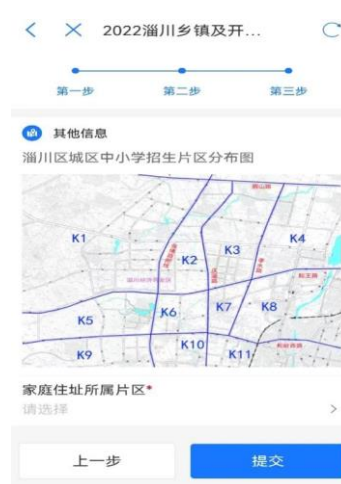 2022淄川乡镇及开...
第一步
第二步
第三步
其他信息
淄川区城区中小学招生片区分布图
K1
K2
K3
K4
K5
K6
K7
K8
K9
K10
K11
家庭住址所属片区*
请选择
上一步
提交